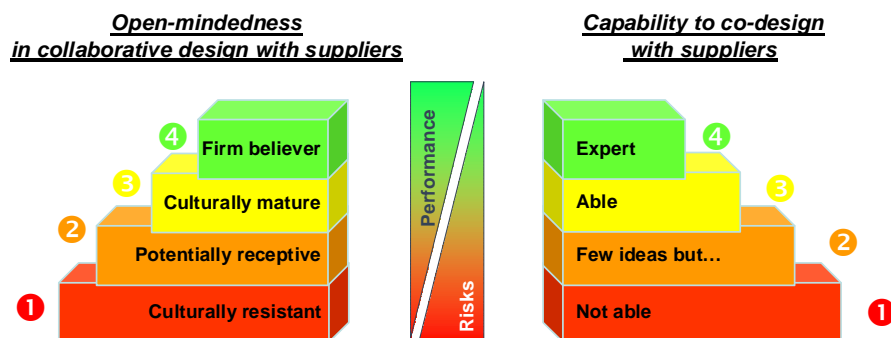 Open-mindedness
in collaborative design with suppliers
Capability to co-design
with suppliers
4
Firm believer
3
Culturally mature
2
Potentially receptive
1
Culturally resistant
Performance
Risks
Expert
4
Able
3
Few ideas but…
2
Not able
1